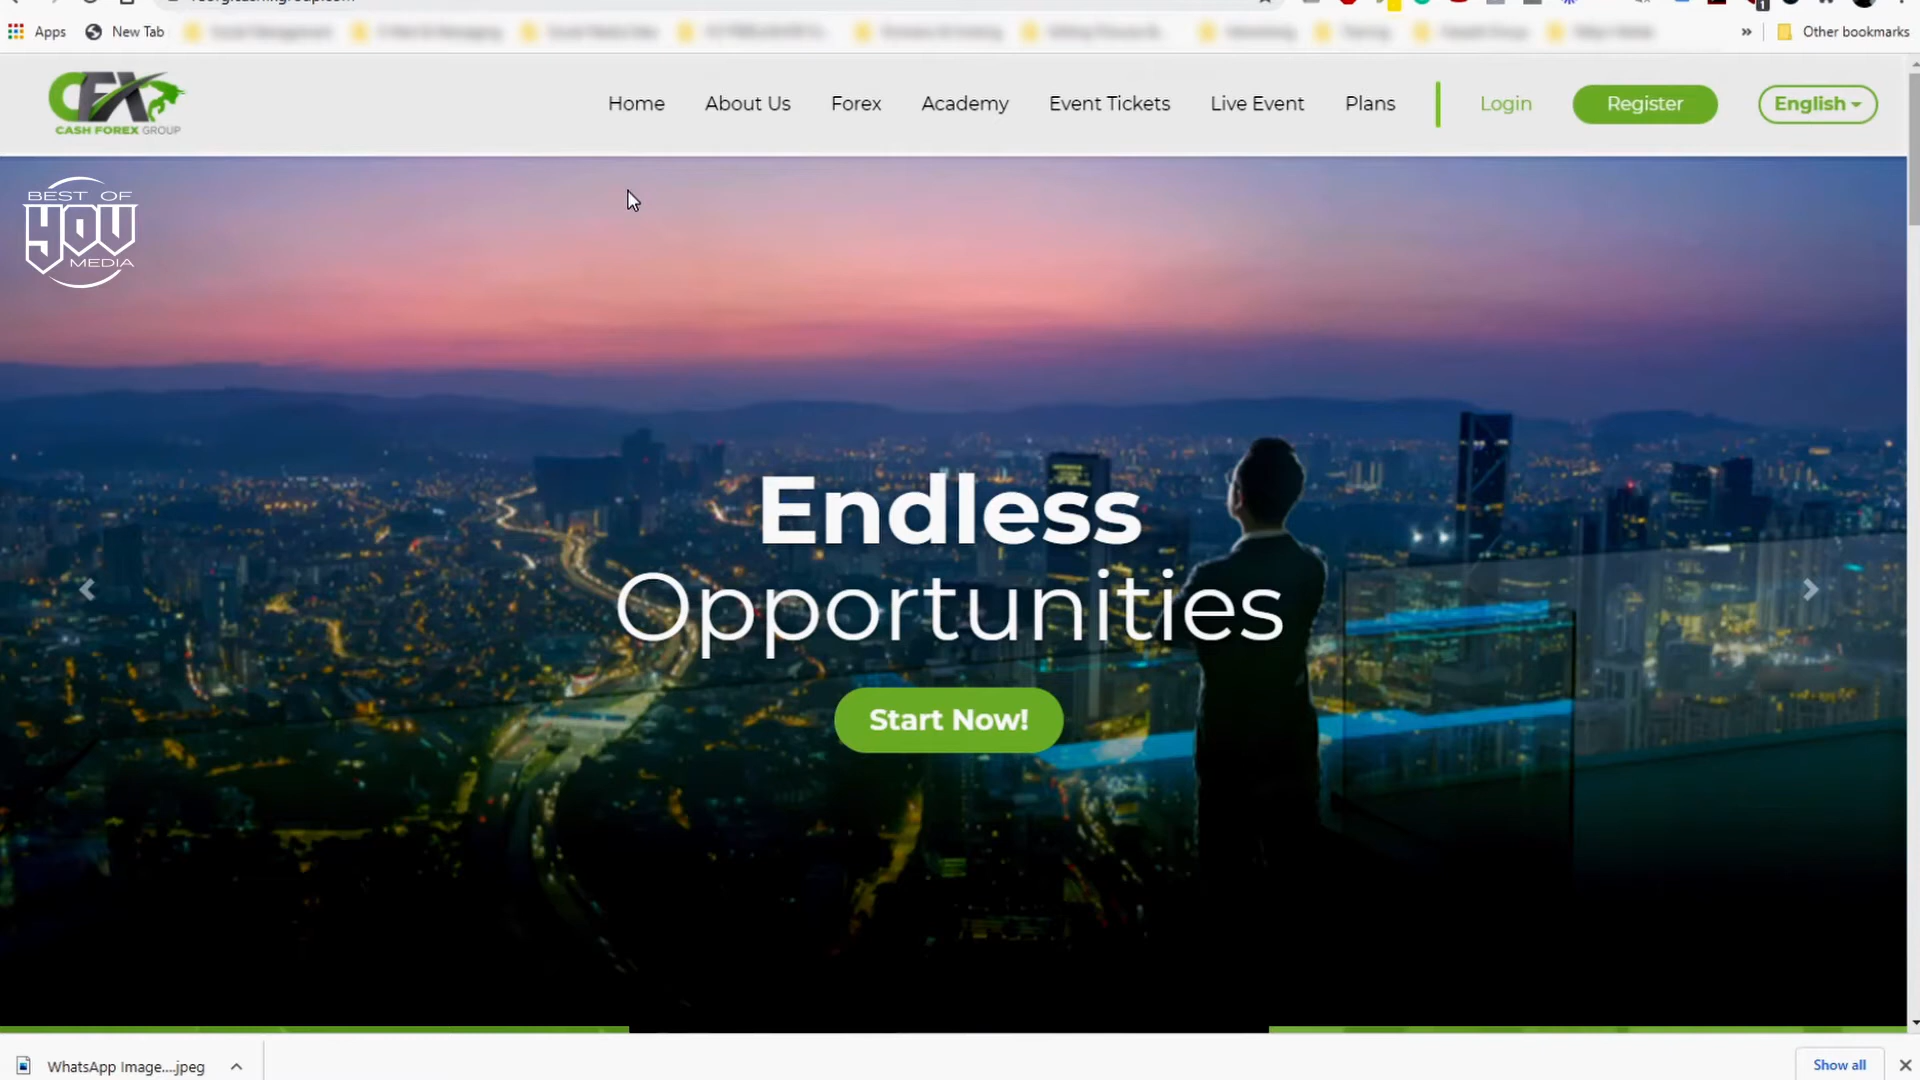 Apps
New Tab
»
Other bookmarks
CFX
CASH FOREX GROUP
Home
About Us
Forex
Academy
Event Tickets
Live Event
Plans
Login
Register
English
BEST OF
YOU
MEDIA
Endless
Opportunities
Start Now!
WhatsApp Image....jpeg
Show all